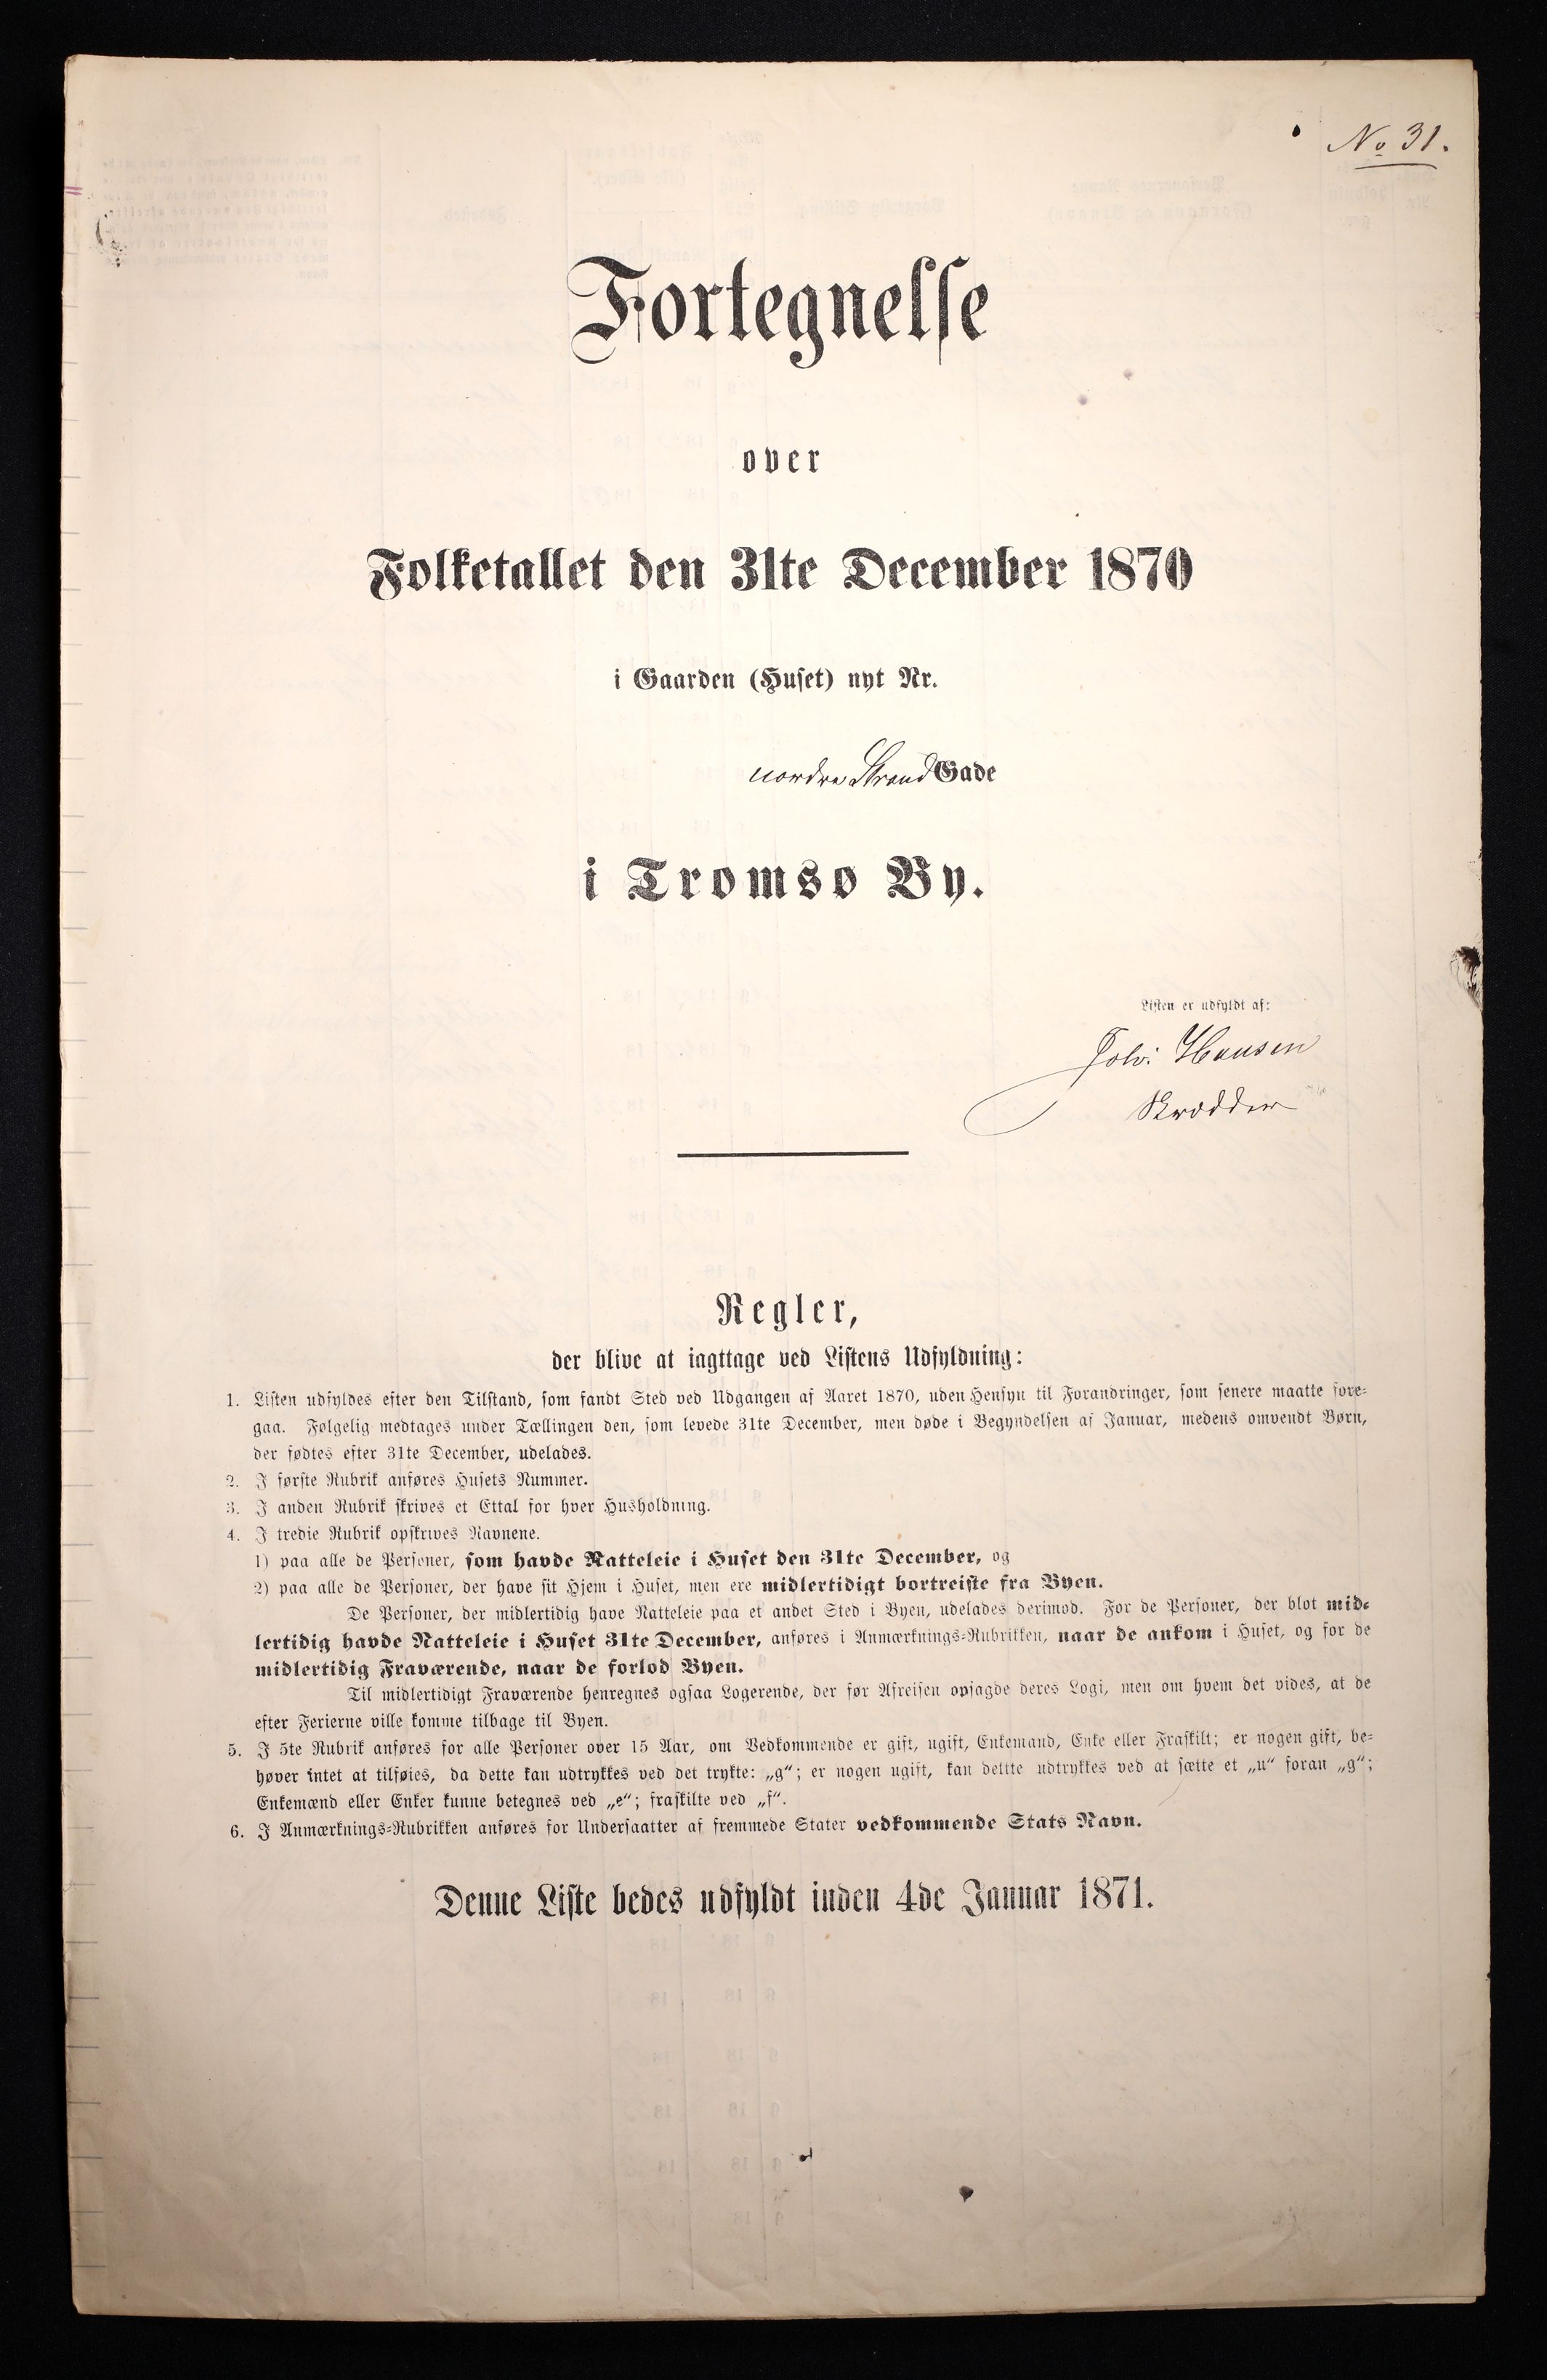 No 31.
Fortegnelse
over
Folketallet den 31te December 1870
i Gaarden (Huset) nyt Nr.
nordre Strand Gade
i Tromsø By.
Listen er udfyldt af:
Hansen
Skrædder
Regler,
der blive at iagttage ved Listens Udfyldning:
1. Listen udfyldes efter den Tilstand, som fandt Sted ved Udgangen af Aaret 1870, uden Hensyn til Forandringer, som senere maatte fore-
gaa. Følgelig medtages under Tællingen den, som levede 31te December, men døde i Begyndelsen af Januar, medens omvendt Børn,
der fødtes efter 31te December, udelades.
2. I første Rubrik anføres Husets Nummer.
3. I anden Rubrik skrives et Ettal for hver Husholdning.
4. I tredie Rubrik opskrives Navnene.
1) paa alle de Personer, som havde Natteleie i Huset den 31te December, og
2) paa alle de Personer, der have sit Hjem i Huset, men ere midlertidigt bortreiste fra Byen.
De Personer, der midlertidig have Natteleie paa et andet Sted i Byen, udelades derimod. For de Personer, der blot mid-
lertidig havde Natteleie i Huset 31te December, anføres i Anmærknings-Rubrikken, naar de ankom i Huset, og for de
midlertidig Fraværende, naar de forlod Byen.
Til midlertidigt Fraværende henregnes ogsaa Logerende, der før Afreisen opsagde deres Logi, men om hvem det vides, at de
efter Ferierne ville komme tilbage til Byen.
5. I 5te Rubrik anføres for alle Personer over 15 Aar, om Vedkommende er gift, ugift, Enkemand, Enke eller Fraskilt; er nogen gift, be-
høver intet at tilføies, da dette kan udtrykkes ved det trykte: „g“; er nogen ugift, kan deltte udtrykkes ved at sætte et „u“ foran „g“;
Enkemænd eller Enker kunne betegnes ved „e“; fraskilte ved „f“.
6. I Anmærknings-Rubrikken anføres for Undersaatter af fremmede Stater vedkommende Stats Navn.
Denne Liste bedes udfyldt inden 4de Januar 1871.